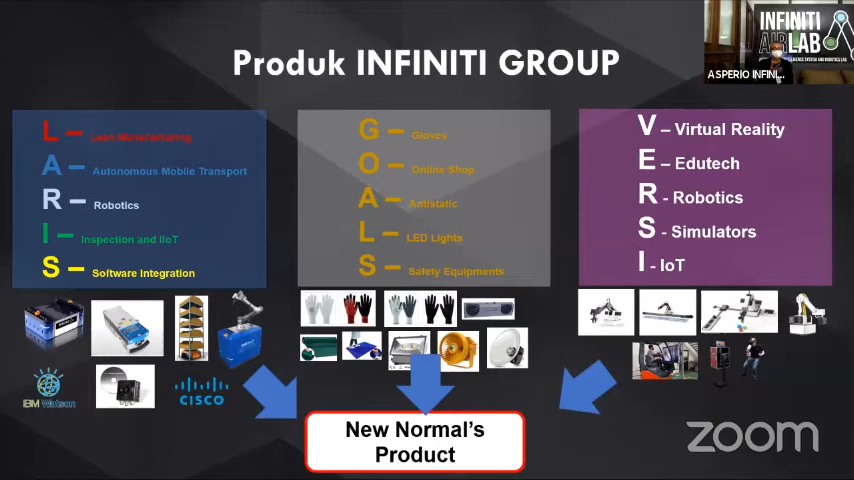 Produk INFINITI GROUP
INFINITI
AIRLAB
ASPERIO INFINI...
L – Lean Manufacturing
A – Autonomous Mobile Transport
R – Robotics
I – Inspection and IIoT
S – Software Integration
G – Gloves
O – Online Shop
A – Antistatic
L – LED Lights
S – Safety Equipments
V – Virtual Reality
E – Edutech
R - Robotics
S - Simulators
I - IoT
IBM Watson
CISCO
New Normal's
Product
zoom